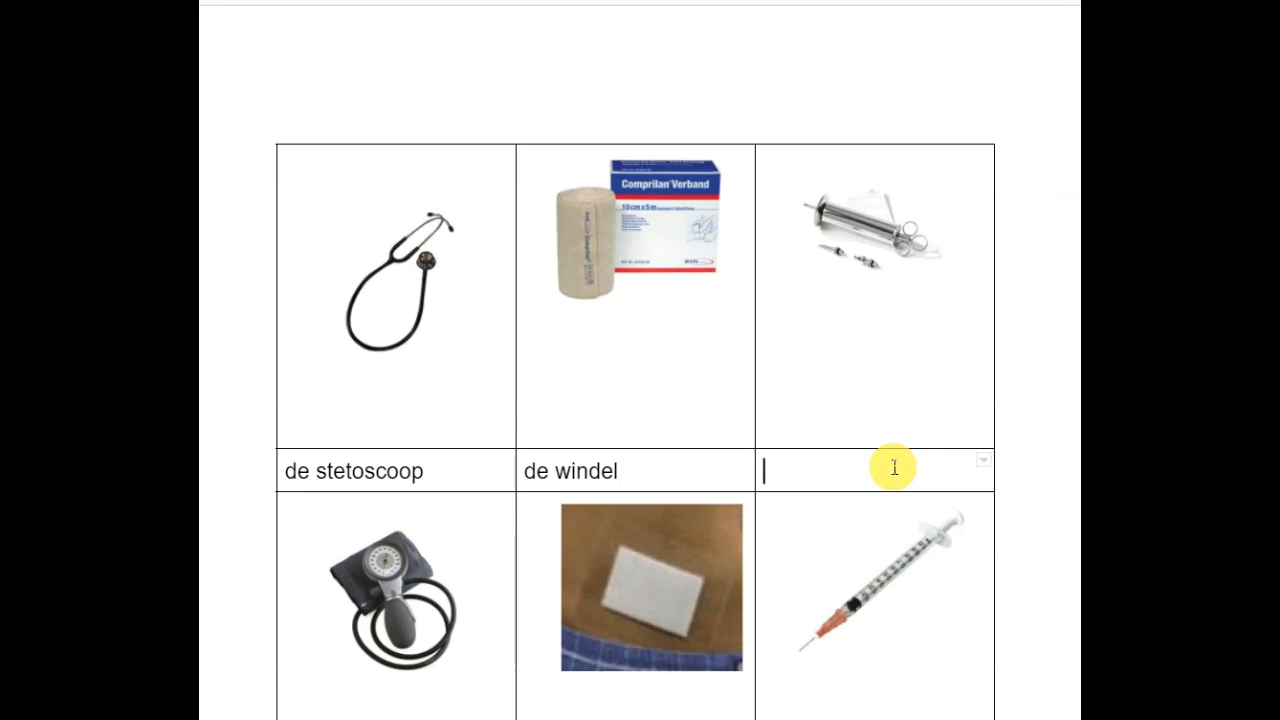 Comprilan® Verband
10cm x 5m
de stetoscoop
de windel